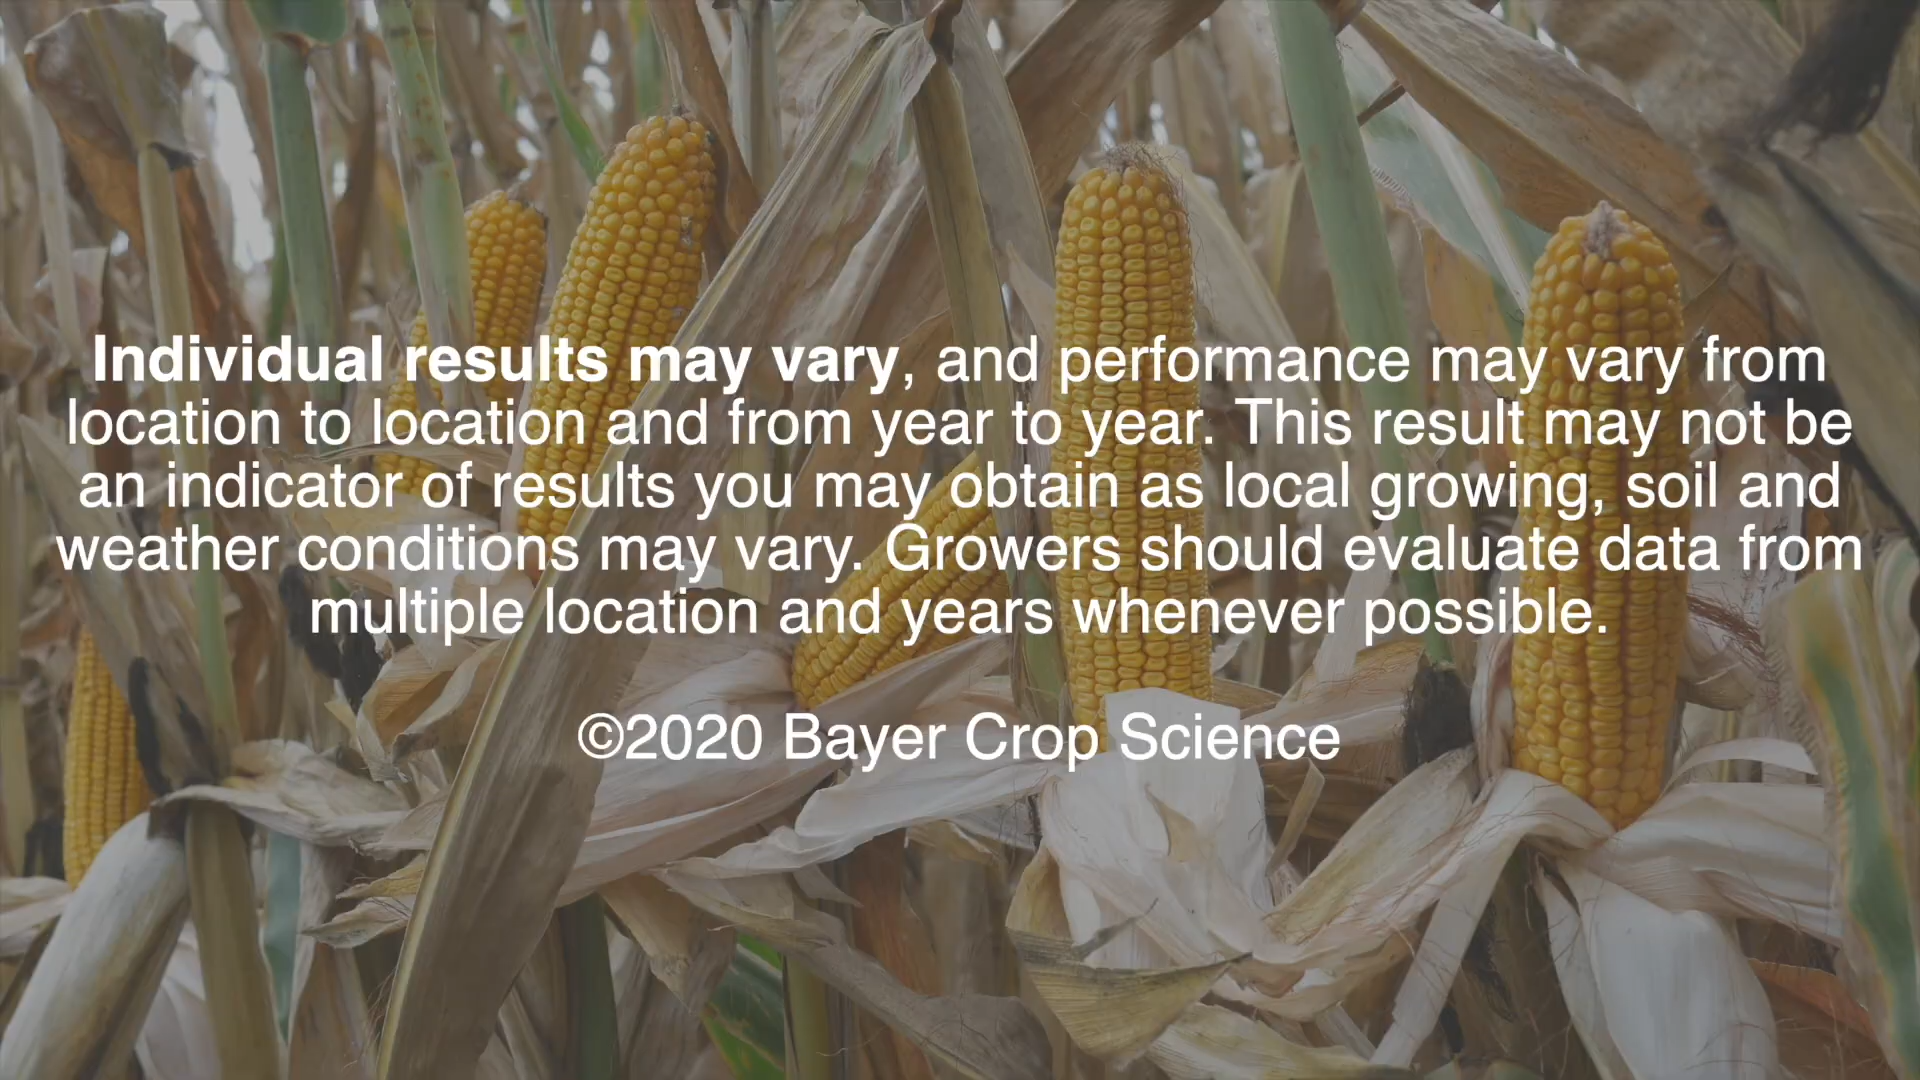 Individual results may vary, and performance may vary from
location to location and from year to year. This result may not be
an indicator of results you may obtain as local growing, soil and
weather conditions may vary. Growers should evaluate data from
multiple location and years whenever possible.
©2020 Bayer Crop Science